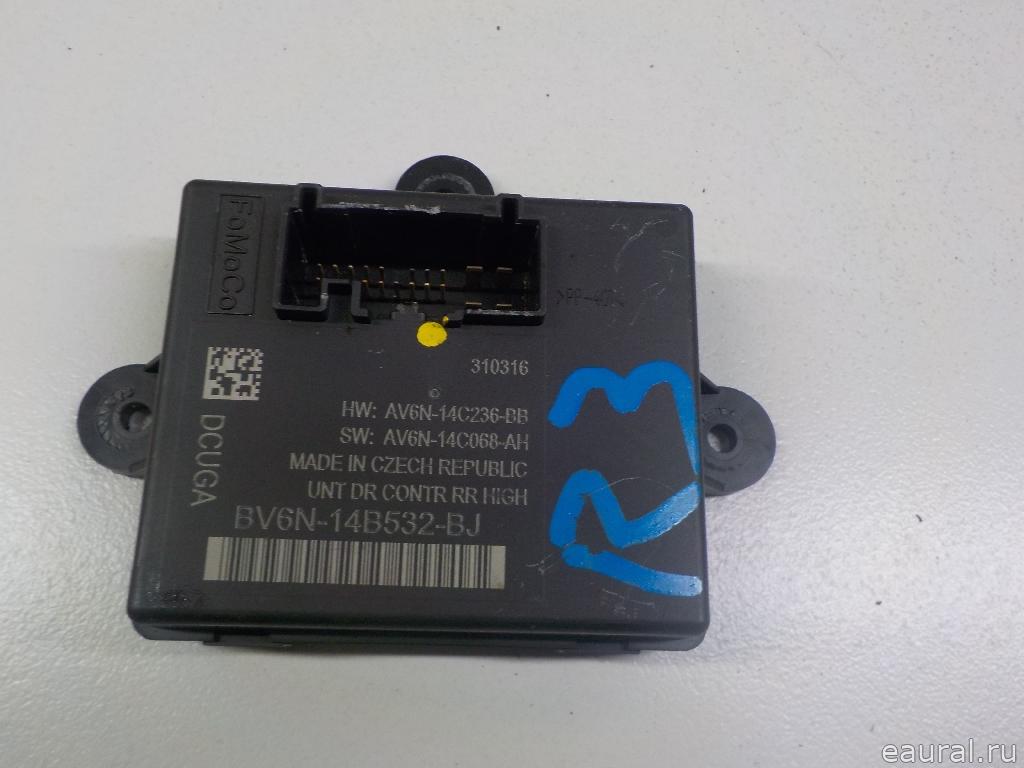 FoMoCo
310316
HW: AV6N-14C236-BB
SW: AV6N-14C068-AH
MADE IN CZECH REPUBLIC
UNT DR CONTR RR HIGH
BV6N-14B532-BJ
DCUGA
R3
eaural.ru